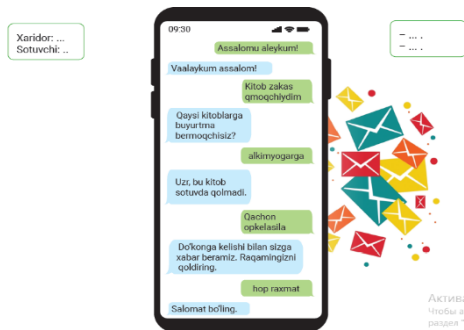 Xaridor: ...
Sotuvchi: ..
– ... .
– ... .
09:30
Assalomu aleykum!
Vaalaykum assalom!
Kitob zakas
qmoqchiydim
Qaysi kitoblarga
buyurtma
bermoqchisiz?
alkimyogarga
Uzr, bu kitob
sotuvda qolmadi.
Qachon
opkelasila
Do'konga kelishi bilan sizga
xabar beramiz. Raqamingizni
qoldiring.
hop raxmat
Salomat bo'ling.
Актива
Чтобы а
раздел "